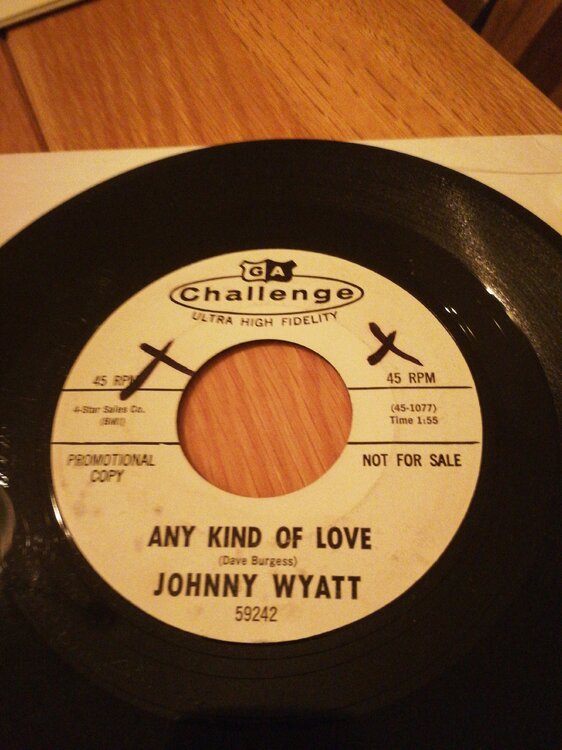 GA
Challenge
ULTRA HIGH FIDELITY
45 RPM
45 RPM
4-Star Sales Co.
(BMI)
(45-1077)
Time 1:55
PROMOTIONAL
COPY
NOT FOR SALE
ANY KIND OF LOVE
(Dave Burgess)
JOHNNY WYATT
59242